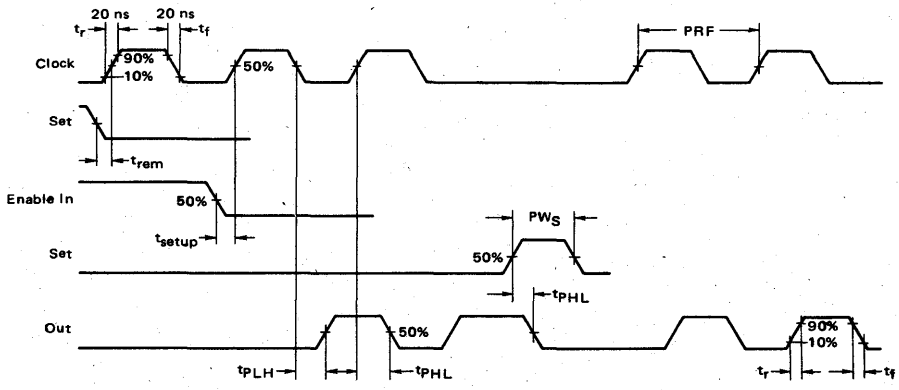 20 ns 20 ns
tr tf
PRF
Clock
90%
10%
50%
Set
trem
Enable In
50%
tsetup
PWS
Set
50%
tPHL
Out
50%
90%
10%
tPLH tPHL
tr tf